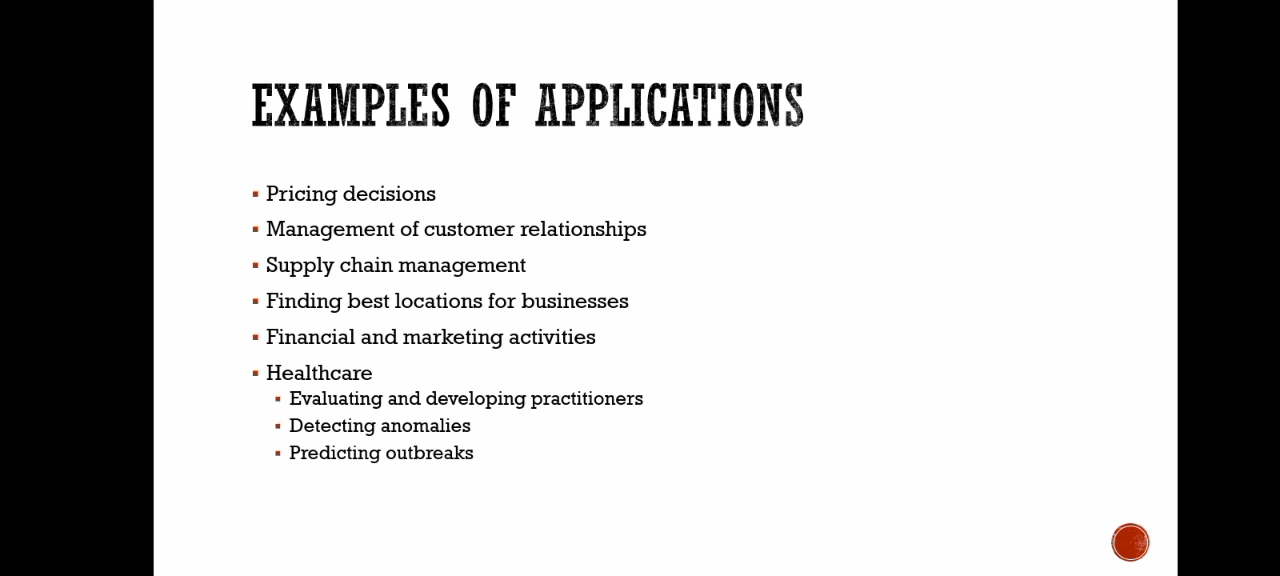 EXAMPLES OF APPLICATIONS
▪ Pricing decisions
▪ Management of customer relationships
▪ Supply chain management
▪ Finding best locations for businesses
▪ Financial and marketing activities
▪ Healthcare
▪ Evaluating and developing practitioners
▪ Detecting anomalies
▪ Predicting outbreaks